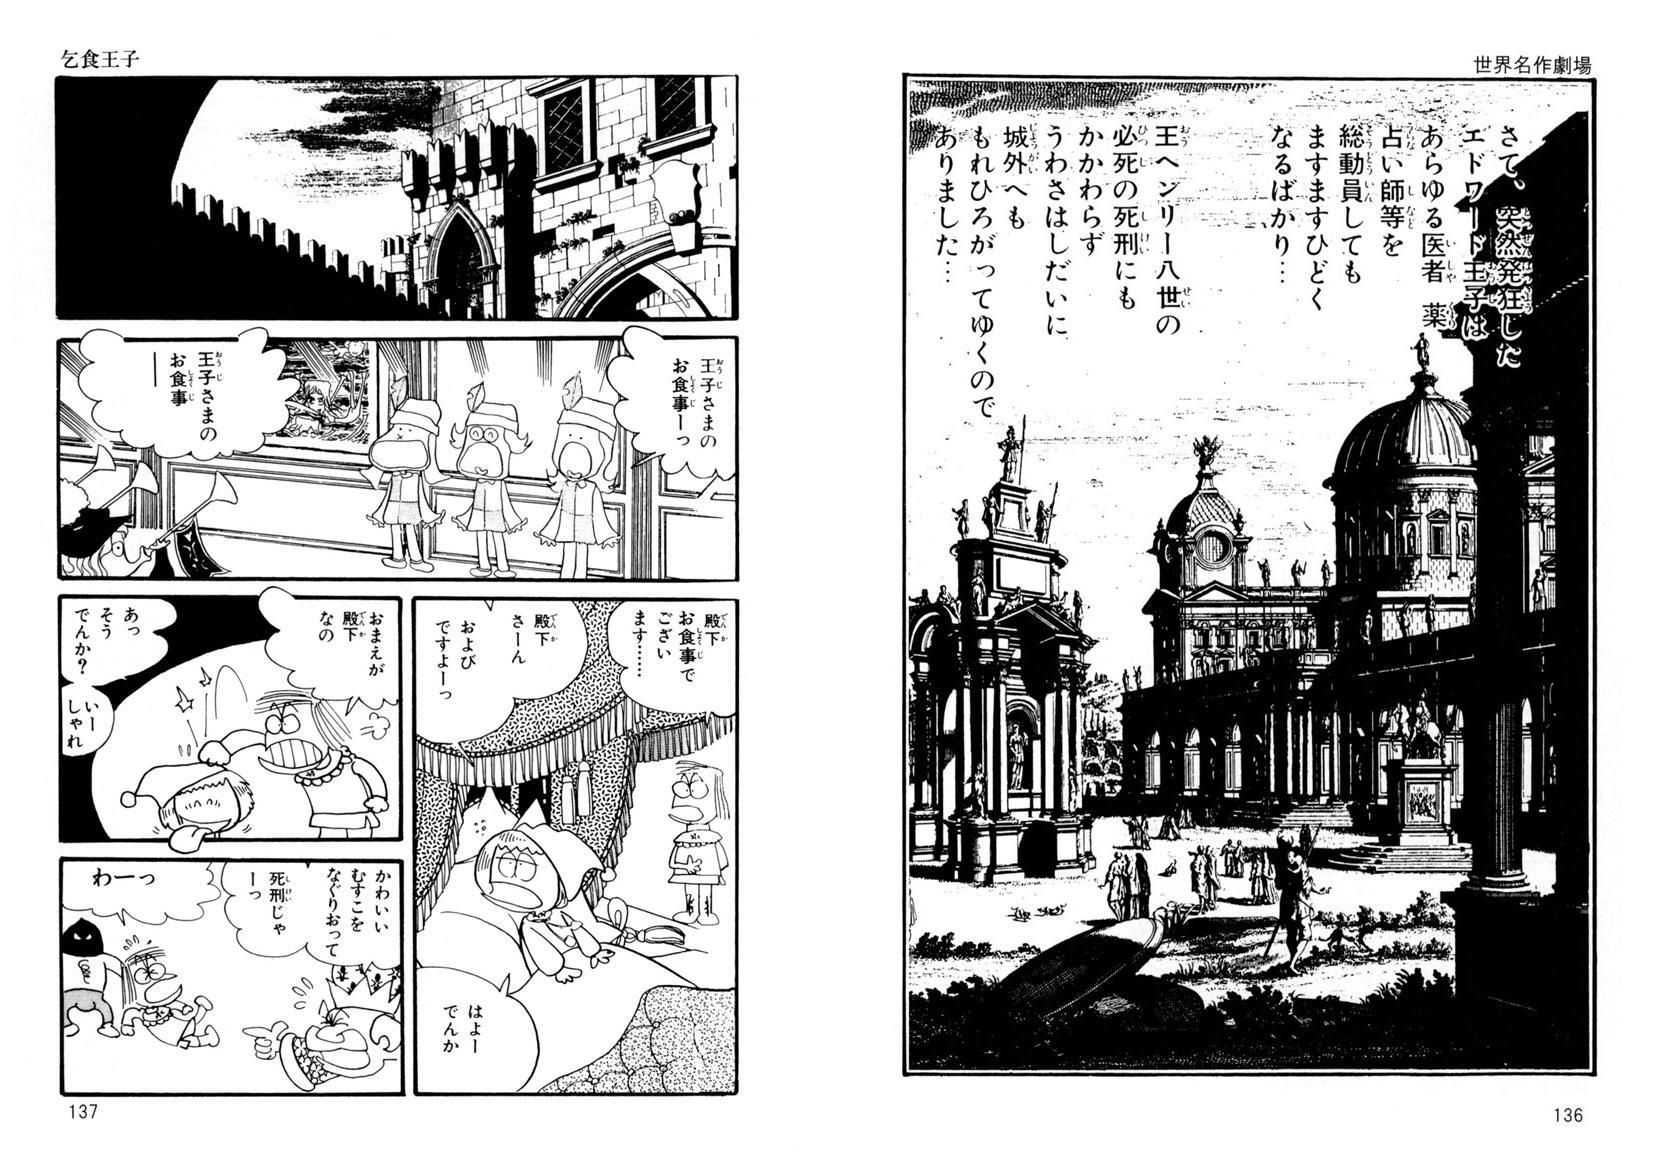 世界名作劇場
さて、突然発狂した
エドワード王子は
あらゆる医者 薬
占い師等を
総動員しても
ますますひどく
なるばかり…
王ヘンリー八世の
必死の死刑にも
かかわらず
うわさはしだいに
城外へも
もれひろがってゆくので
ありました…
136
乞食王子
王子さまの
お食事ーっ
王子さまの
お食事
ー
殿下
お食事で
ござい
ます……
殿下
さーん
および
ですよーっ
はよー
でんか
おまえが
殿下
なの
あっ
そう
でんか?
いー
しゃれ
かわいい
むすこを
なぐりおって
死刑じゃ
ーっ
わーっ
137